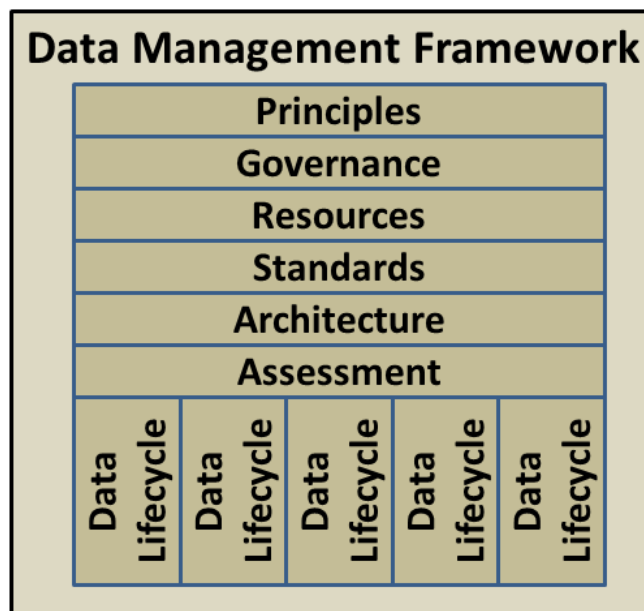 Data Management Framework
Principles
Governance
Resources
Standards
Architecture
Assessment
Data
Lifecycle
Data
Lifecycle
Data
Lifecycle
Data
Lifecycle
Data
Lifecycle